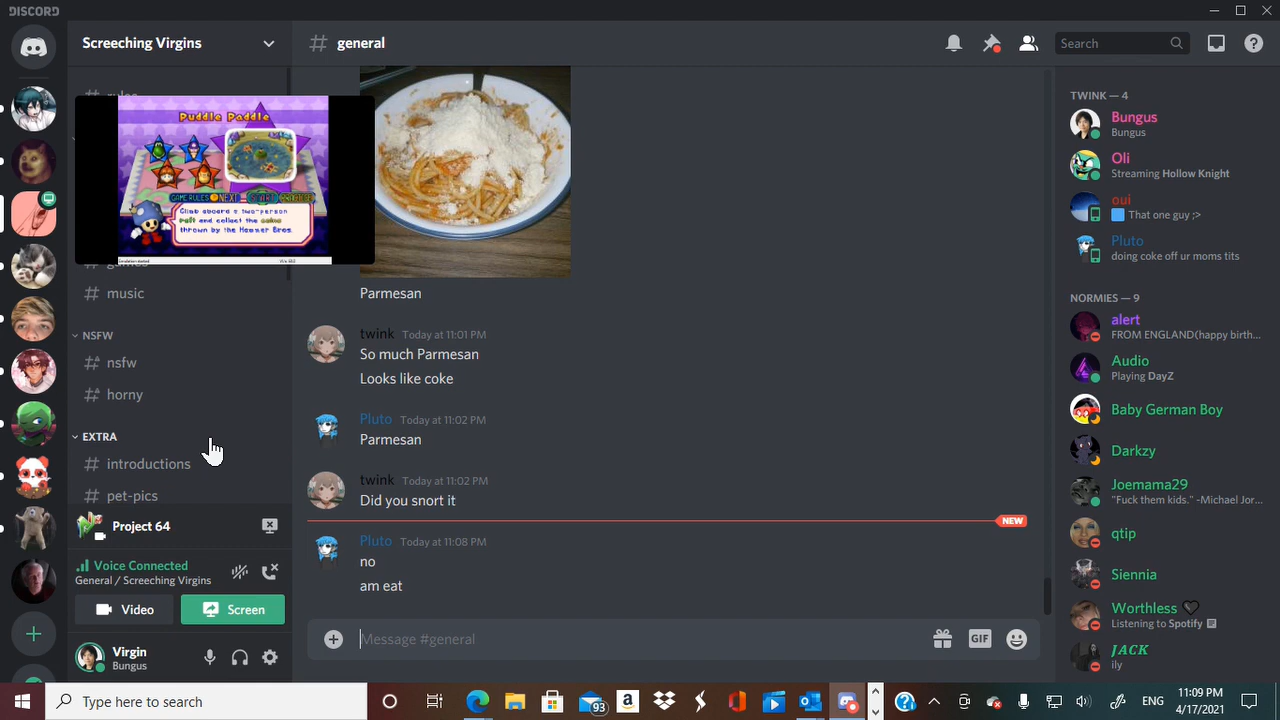 DISCORD
Screeching Virgins
general
Search
rules
Puddle Paddle
GAME RULES NEXT START PRACTICE
Climb aboard a two-person
raft and collect the coins
thrown by the Hammer Bros.
music
NSFW
nsfw
horny
EXTRA
introductions
pet-pics
Project 64
Voice Connected
General / Screeching Virgins
Video
Screen
Virgin
Bungus
Parmesan
twink Today at 11:01 PM
So much Parmesan
Looks like coke
Pluto Today at 11:02 PM
Parmesan
twink Today at 11:02 PM
Did you snort it
NEW
Pluto Today at 11:08 PM
no
am eat
Message #general
GIF
TWINK — 4
Bungus
Bungus
Oli
Streaming Hollow Knight
oui
That one guy ;>
Pluto
doing coke off ur moms tits
NORMIES — 9
alert
FROM ENGLAND(happy birth...
Audio
Playing DayZ
Baby German Boy
Darkzy
Joemama29
"Fuck them kids." -Michael Jor...
qtip
Siennia
Worthless
Listening to Spotify
JACK
ily
Type here to search
93
ENG
11:09 PM
4/17/2021